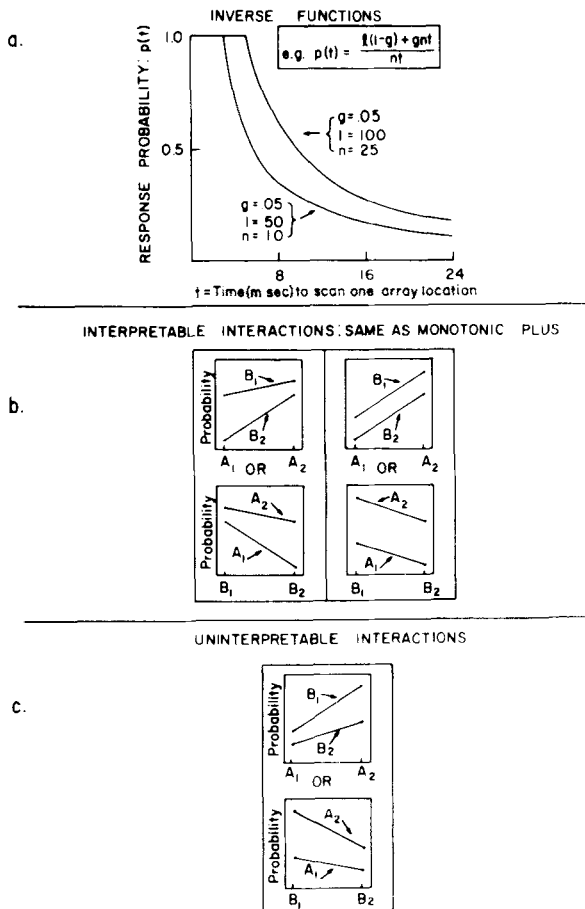 a.
INVERSE FUNCTIONS
e.g. p(t) = ℓ(1-g) + gnt
nt
RESPONSE PROBABILITY: p(t)
1.0
0.5
g = .05
l = 100
n = 25
g = .05
l = 50
n = 10
8
16
24
t = Time (m sec) to scan one array location
INTERPRETABLE INTERACTIONS: SAME AS MONOTONIC PLUS
b.
Probability
B1
B2
A1 OR A2
B1
B2
A1 OR A2
Probability
A2
A1
B1 B2
A2
A1
B1 B2
UNINTERPRETABLE INTERACTIONS
c.
Probability
B1
B2
A1 A2
OR
Probability
A2
A1
B1 B2